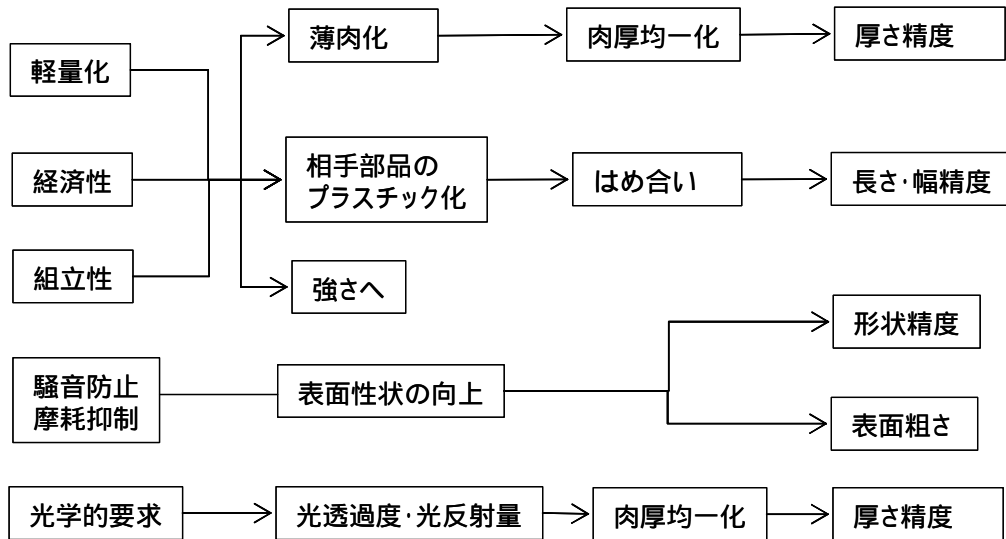 軽量化
経済性
組立性
薄肉化
肉厚均一化
厚さ精度
相手部品の
プラスチック化
はめ合い
長さ・幅精度
強さへ
騒音防止
摩耗抑制
表面性状の向上
形状精度
表面粗さ
光学的要求
光透過度・光反射量
肉厚均一化
厚さ精度